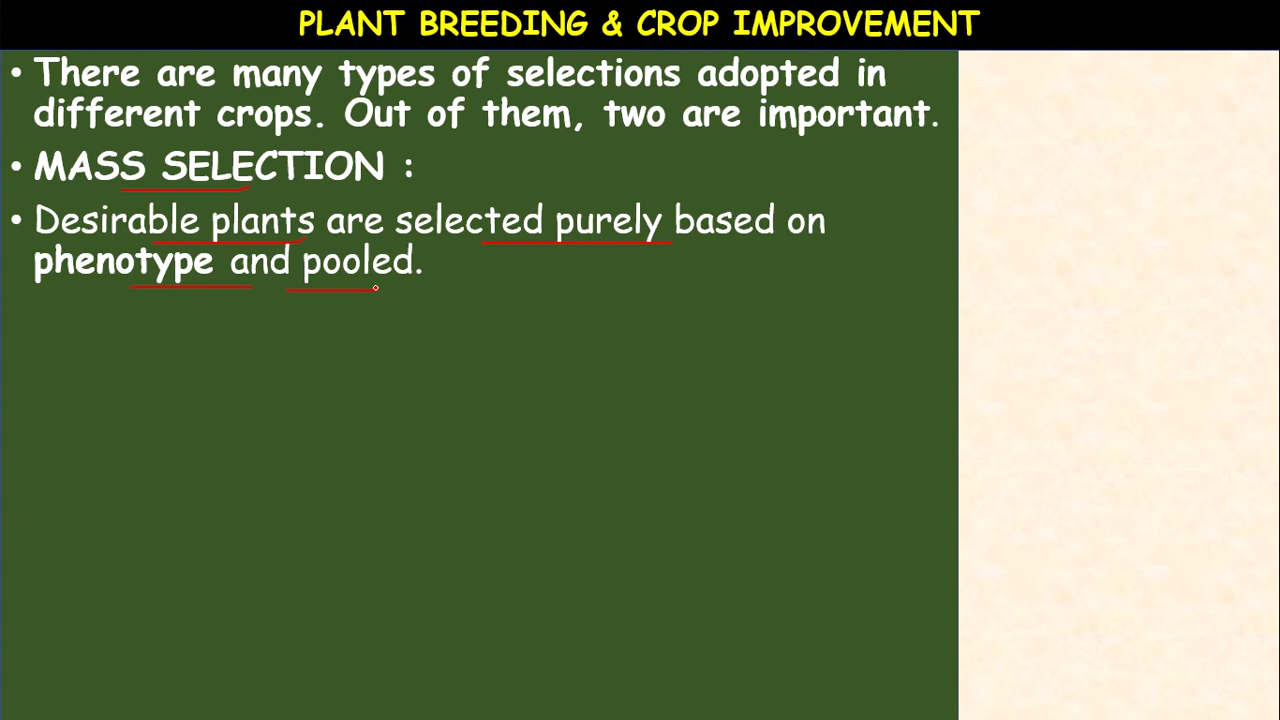 PLANT BREEDING & CROP IMPROVEMENT
• There are many types of selections adopted in
different crops. Out of them, two are important.
• MASS SELECTION :
• Desirable plants are selected purely based on
phenotype and pooled.